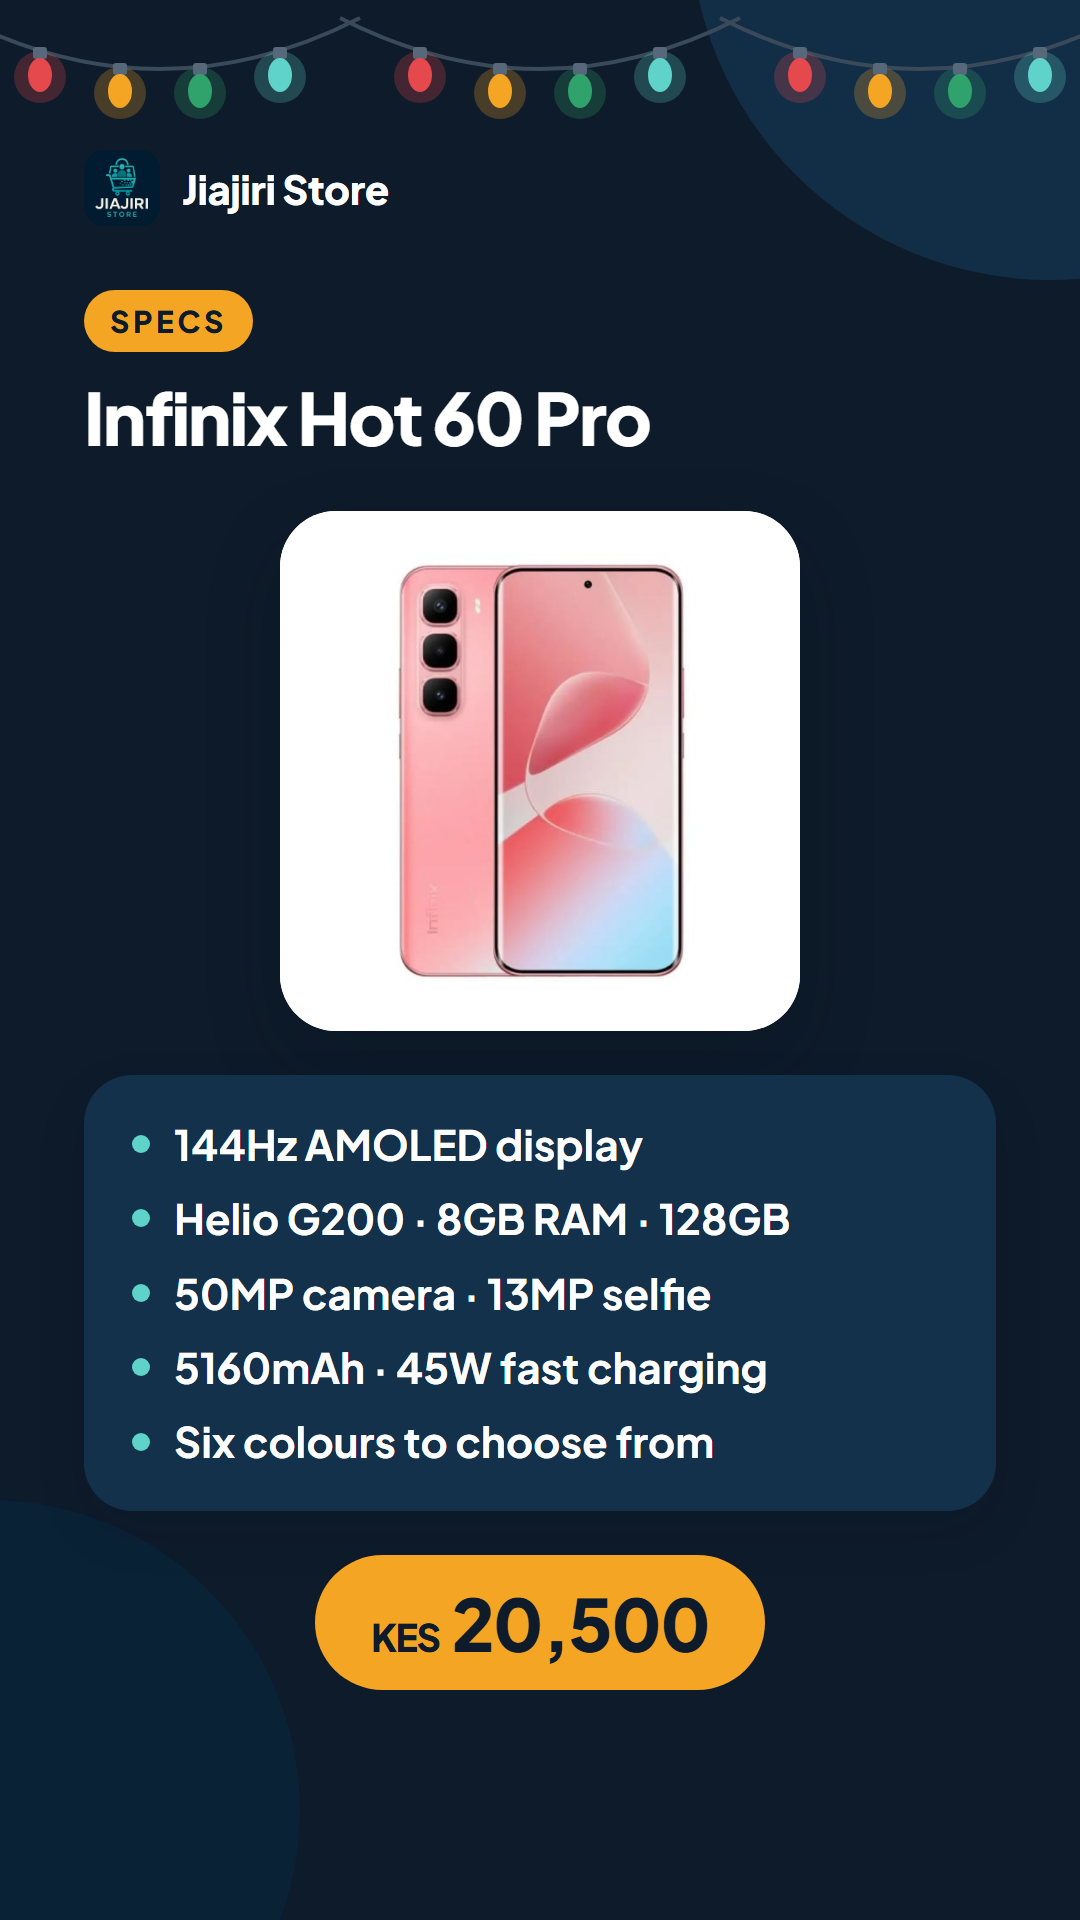 JIAJIRI
STORE
Jiajiri Store
SPECS
Infinix Hot 60 Pro
Infinix
144Hz AMOLED display
Helio G200 · 8GB RAM · 128GB
50MP camera · 13MP selfie
5160mAh · 45W fast charging
Six colours to choose from
KES 20,500